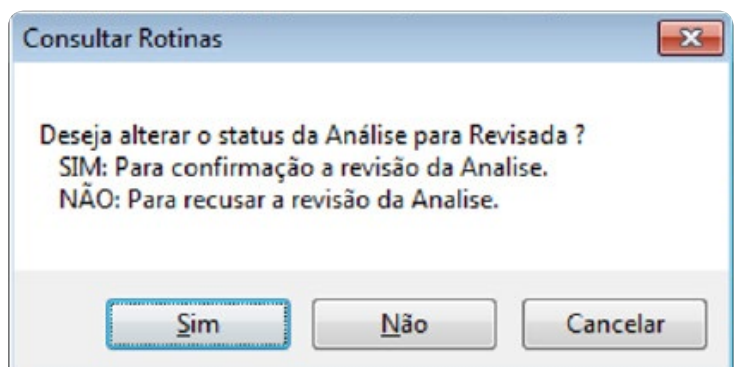 Consultar Rotinas
Deseja alterar o status da Análise para Revisada ?
SIM: Para confirmação a revisão da Analise.
NÃO: Para recusar a revisão da Analise.
Sim
Não
Cancelar